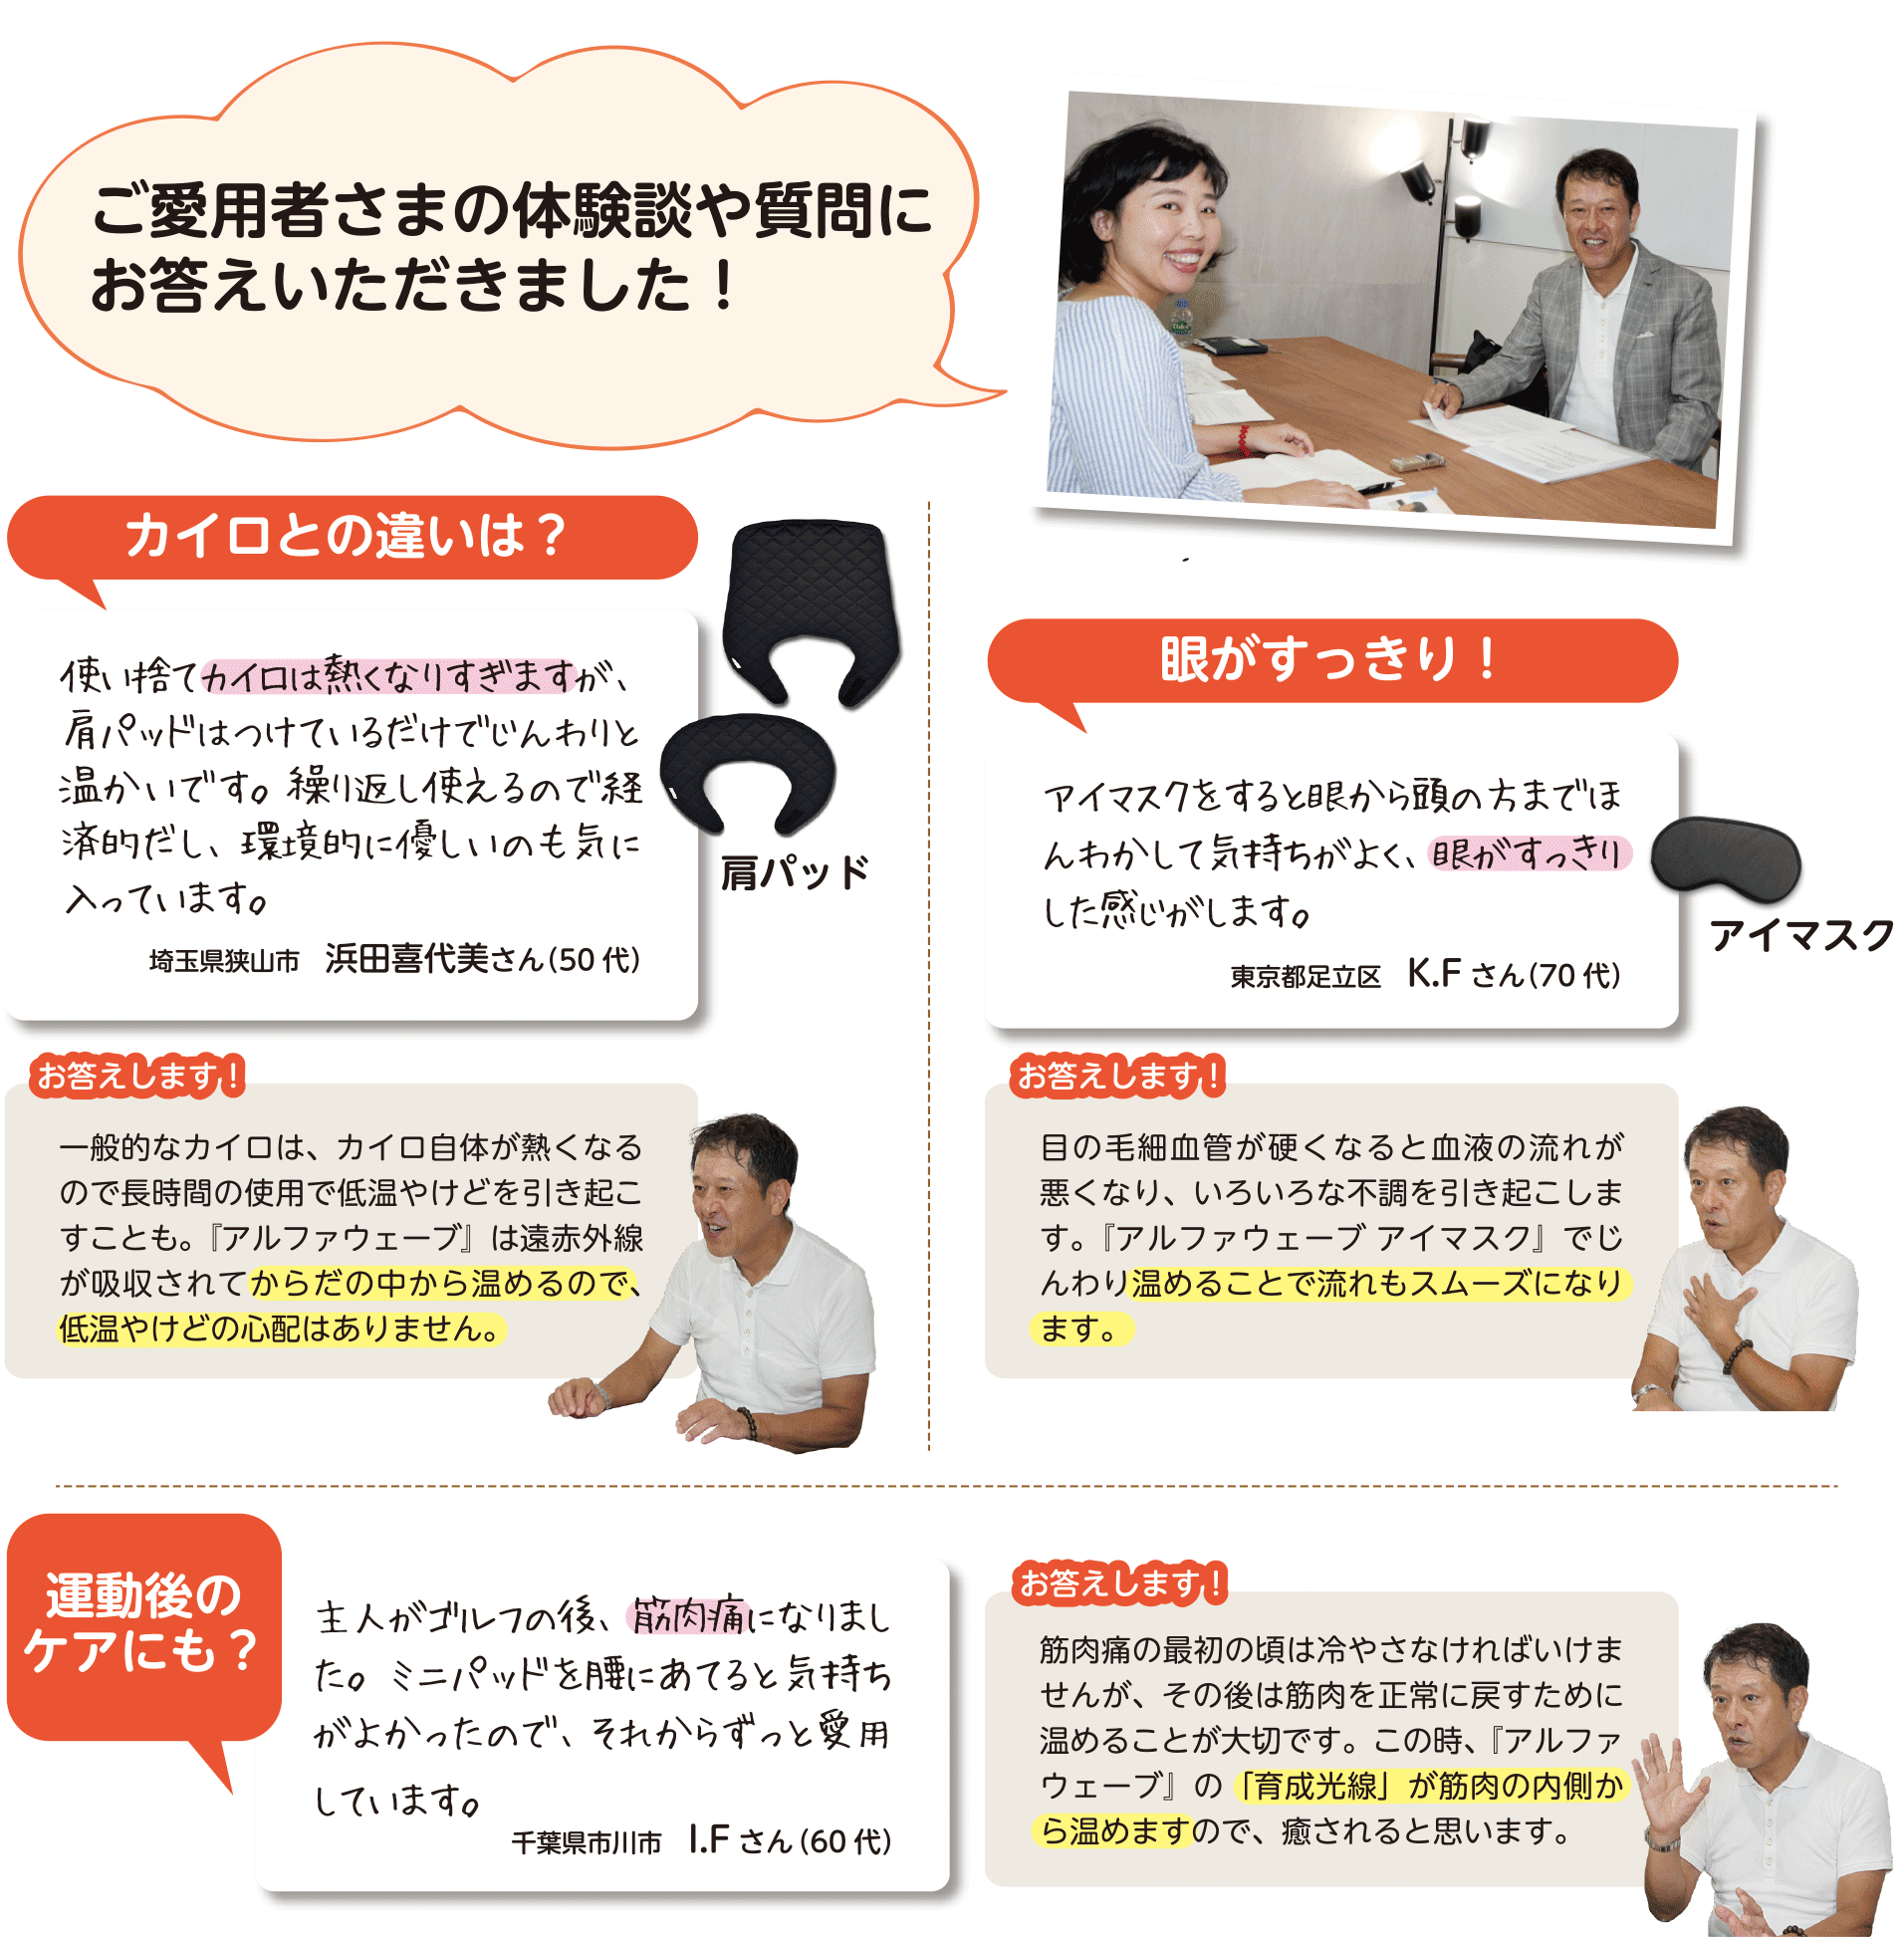 ご愛用者さまの体験談や質問に
お答えいただきました！
カイロとの違いは？
使い捨てカイロは熱くなりすぎますが、
肩パッドはつけているだけでじんわりと
温かいです。繰り返し使えるので経
済的だし、環境的に優しいのも気に
入っています。
埼玉県狭山市 浜田喜代美さん（50代）
肩パッド
お答えします！
一般的なカイロは、カイロ自体が熱くなる
ので長時間の使用で低温やけどを引き起こ
すことも。『アルファウェーブ』は遠赤外線
が吸収されてからだの中から温めるので、
低温やけどの心配はありません。
眼がすっきり！
アイマスクをすると眼から頭の方までほ
んわかして気持ちがよく、眼がすっきり
した感じがします。
東京都足立区 K.Fさん（70代）
アイマスク
お答えします！
目の毛細血管が硬くなると血液の流れが
悪くなり、いろいろな不調を引き起こしま
す。『アルファウェーブ アイマスク』でじ
んわり温めることで流れもスムーズになり
ます。
運動後の
ケアにも？
主人がゴルフの後、筋肉痛になりまし
た。ミニパッドを腰にあてると気持ち
がよかったので、それからずっと愛用
しています。
千葉県市川市 I.Fさん（60代）
お答えします！
筋肉痛の最初の頃は冷やさなければいけま
せんが、その後は筋肉を正常に戻すために
温めることが大切です。この時、『アルファ
ウェーブ』の「育成光線」が筋肉の内側か
ら温めますので、癒されると思います。